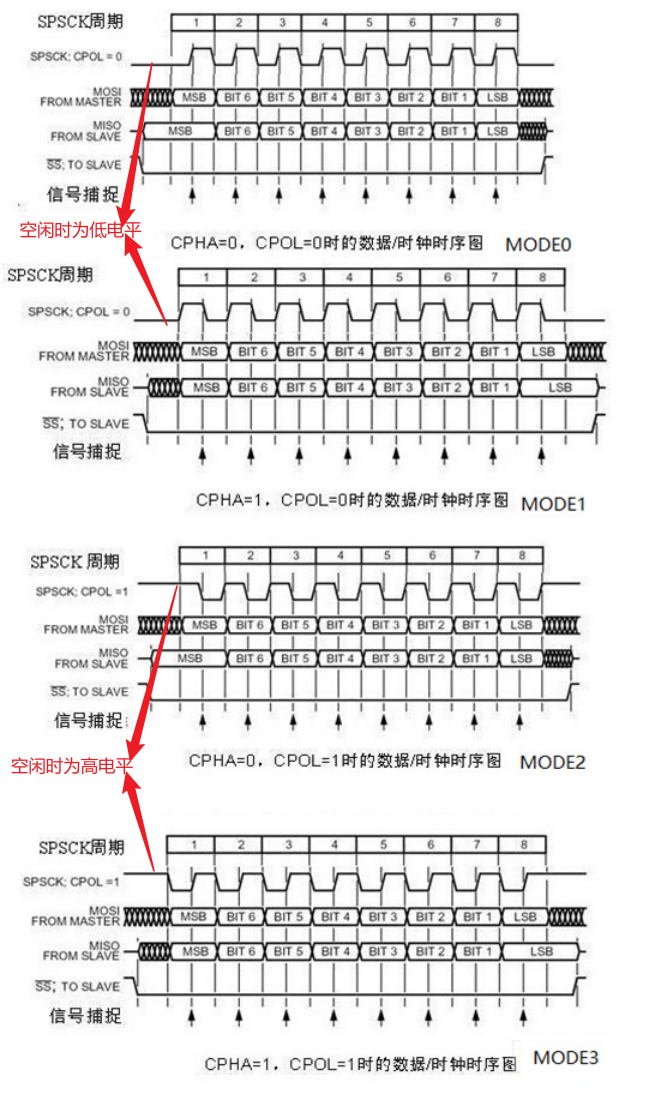 SPSCK周期 1 2 3 4 5 6 7 8
SPSCK; CPOL = 0
MOSI
FROM MASTER MSB BIT 6 BIT 5 BIT 4 BIT 3 BIT 2 BIT 1 LSB
MISO
FROM SLAVE MSB BIT 6 BIT 5 BIT 4 BIT 3 BIT 2 BIT 1 LSB
SS; TO SLAVE
信号捕捉
空闲时为低电平
CPHA=0，CPOL=0时的数据/时钟时序图 MODE0
SPSCK周期 1 2 3 4 5 6 7 8
SPSCK; CPOL = 0
MOSI
FROM MASTER MSB BIT 6 BIT 5 BIT 4 BIT 3 BIT 2 BIT 1 LSB
MISO
FROM SLAVE MSB BIT 6 BIT 5 BIT 4 BIT 3 BIT 2 BIT 1 LSB
SS; TO SLAVE
信号捕捉
CPHA=1，CPOL=0时的数据/时钟时序图 MODE1
SPSCK 周期 1 2 3 4 5 6 7 8
SPSCK; CPOL =1
MOSI
FROM MASTER MSB BIT 6 BIT 5 BIT 4 BIT 3 BIT 2 BIT 1 LSB
MISO
FROM SLAVE MSB BIT 6 BIT 5 BIT 4 BIT 3 BIT 2 BIT 1 LSB
SS; TO SLAVE
信号捕捉
空闲时为高电平
CPHA=0，CPOL=1时的数据/时钟时序图 MODE2
SPSCK周期 1 2 3 4 5 6 7 8
SPSCK; CPOL =1
MOSI
FROM MASTER MSB BIT 6 BIT 5 BIT 4 BIT 3 BIT 2 BIT 1 LSB
MISO
FROM SLAVE MSB BIT 6 BIT 5 BIT 4 BIT 3 BIT 2 BIT 1 LSB
SS; TO SLAVE
信号捕捉
CPHA=1，CPOL=1时的数据/时钟时序图 MODE3